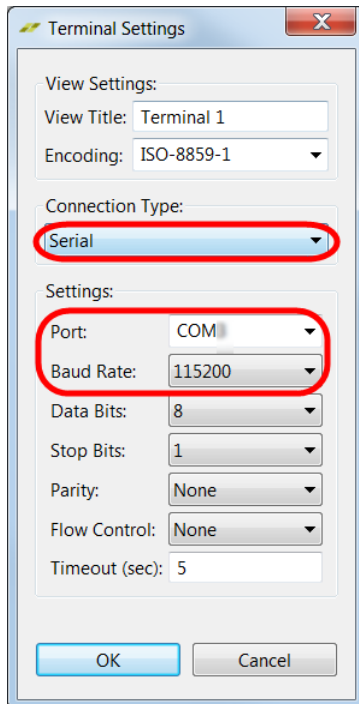 Terminal Settings
View Settings:
View Title: Terminal 1
Encoding: ISO-8859-1
Connection Type:
Serial
Settings:
Port: COM
Baud Rate: 115200
Data Bits: 8
Stop Bits: 1
Parity: None
Flow Control: None
Timeout (sec): 5
OK Cancel